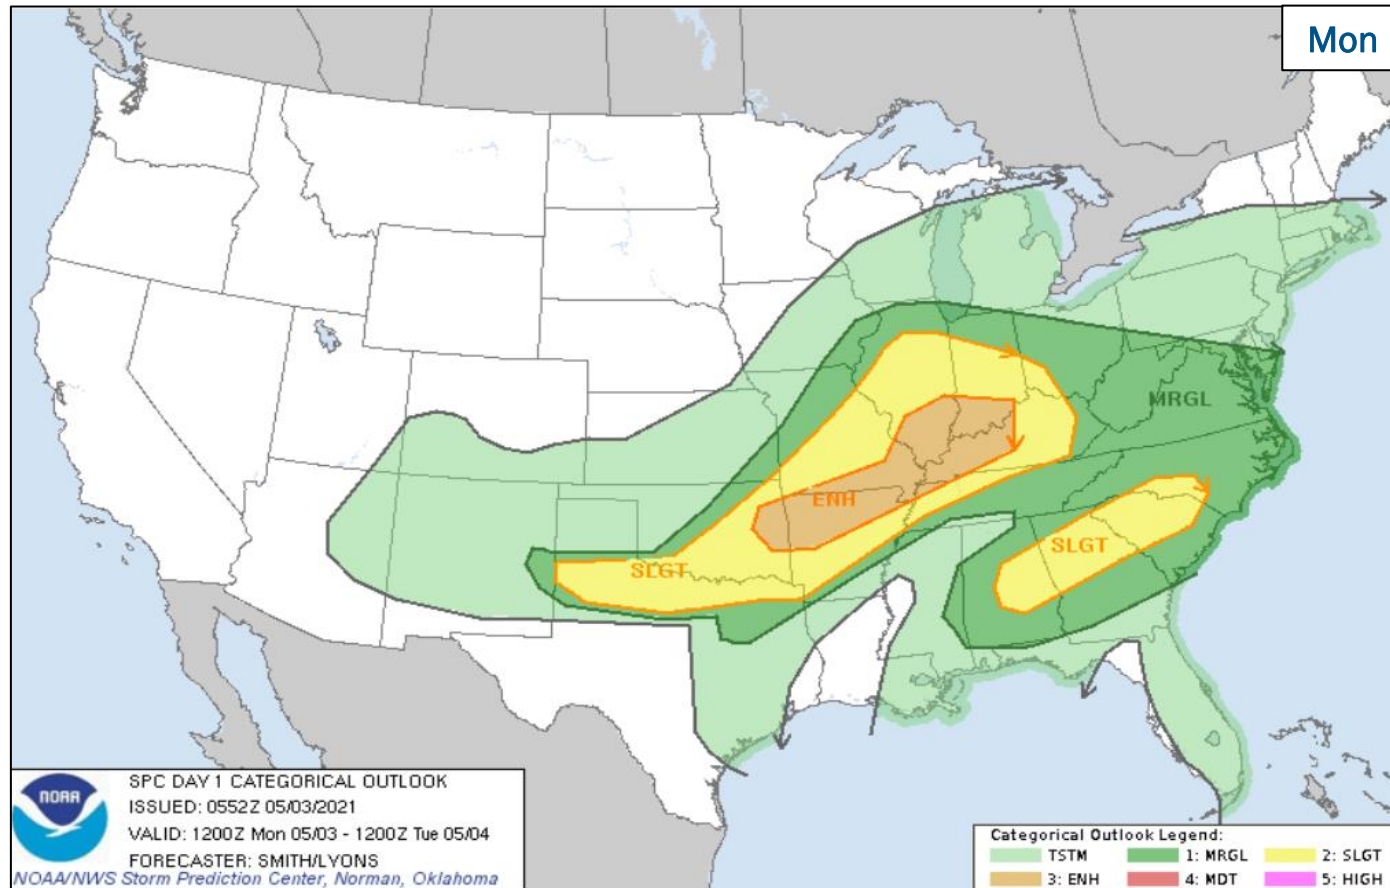 Mon
MRGL
ENH
SLGT
SLGT
NOAA
SPC DAY 1 CATEGORICAL OUTLOOK
ISSUED: 0552Z 05/03/2021
VALID: 1200Z Mon 05/03 - 1200Z Tue 05/04
FORECASTER: SMITH/LYONS
NOAA/NWS Storm Prediction Center, Norman, Oklahoma
Categorical Outlook Legend:
TSTM 1: MRGL 2: SLGT
3: ENH 4: MDT 5: HIGH